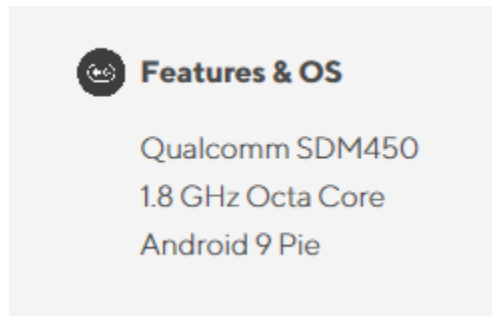 Features & OS
Qualcomm SDM450
1.8 GHz Octa Core
Android 9 Pie